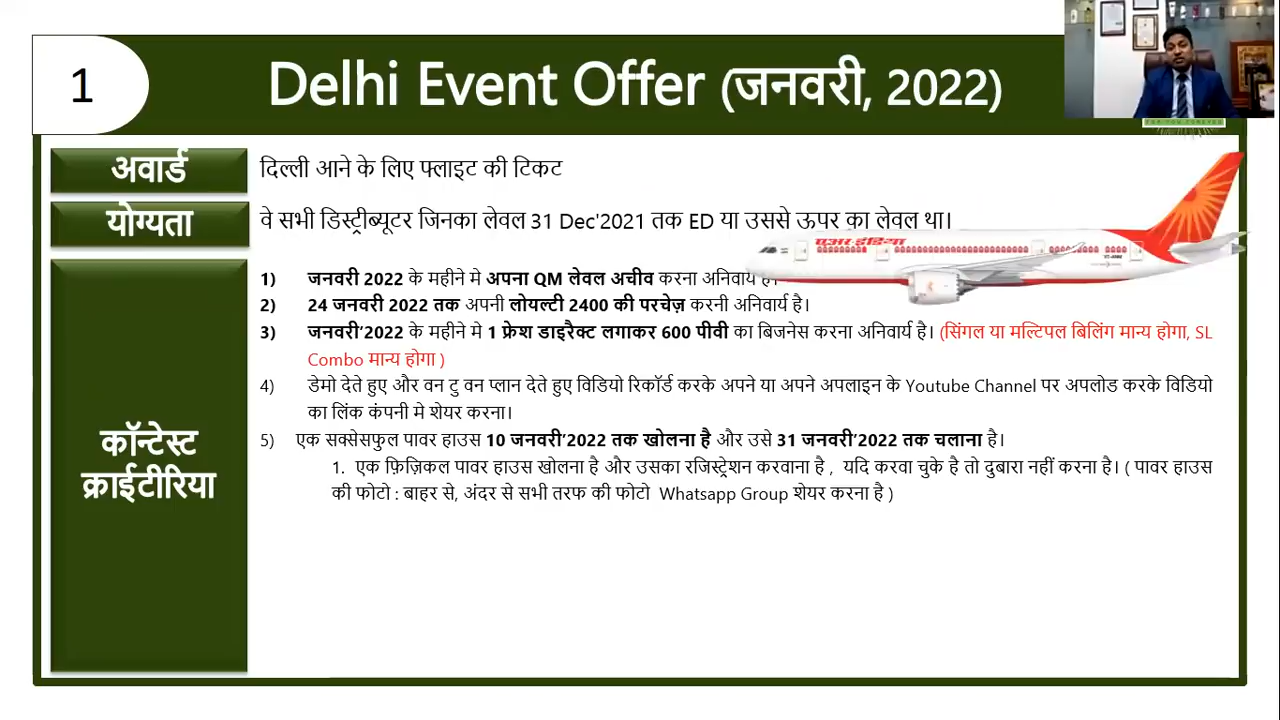 1
Delhi Event Offer (जनवरी, 2022)
FOR YOU FOREVER
अवार्ड
दिल्ली आने के लिए फ्लाइट की टिकट
योग्यता
वे सभी डिस्ट्रीब्यूटर जिनका लेवल 31 Dec'2021 तक ED या उससे ऊपर का लेवल था।
एअर इंडिया
कॉन्टेस्ट
क्राईटीरिया
1) जनवरी 2022 के महीने मे अपना QM लेवल अचीव करना अनिवार्य है।
2) 24 जनवरी 2022 तक अपनी लोयल्टी 2400 की परचेज़ करनी अनिवार्य है।
3) जनवरी'2022 के महीने मे 1 फ्रेश डाइरैक्ट लगाकर 600 पीवी का बिजनेस करना अनिवार्य है। (सिंगल या मल्टिपल बिलिंग मान्य होगा, SL
Combo मान्य होगा )
4) डेमो देते हुए और वन टु वन प्लान देते हुए विडियो रिकॉर्ड करके अपने या अपने अपलाइन के Youtube Channel पर अपलोड करके विडियो
का लिंक कंपनी मे शेयर करना।
5) एक सक्सेसफुल पावर हाउस 10 जनवरी'2022 तक खोलना है और उसे 31 जनवरी'2022 तक चलाना है।
1. एक फ़िज़िकल पावर हाउस खोलना है और उसका रजिस्ट्रेशन करवाना है , यदि करवा चुके है तो दुबारा नहीं करना है। ( पावर हाउस
की फोटो : बाहर से, अंदर से सभी तरफ की फोटो Whatsapp Group शेयर करना है )